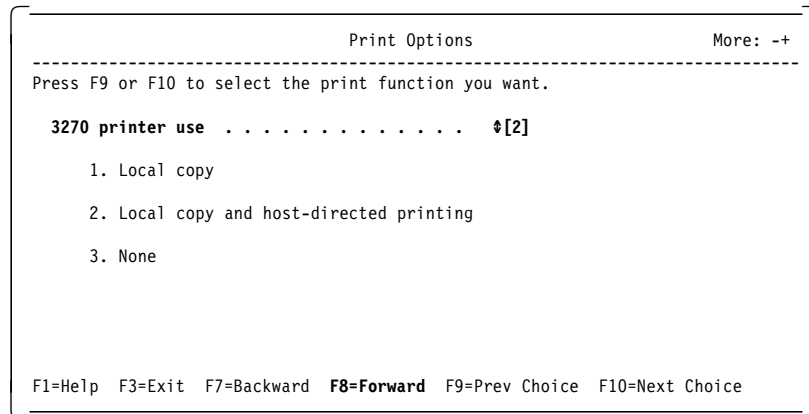 Print Options More: -+
--------------------------------------------------------------------------------
Press F9 or F10 to select the print function you want.
3270 printer use . . . . . . . . . . . . . ⇕[2]
1. Local copy
2. Local copy and host-directed printing
3. None
F1=Help F3=Exit F7=Backward F8=Forward F9=Prev Choice F10=Next Choice